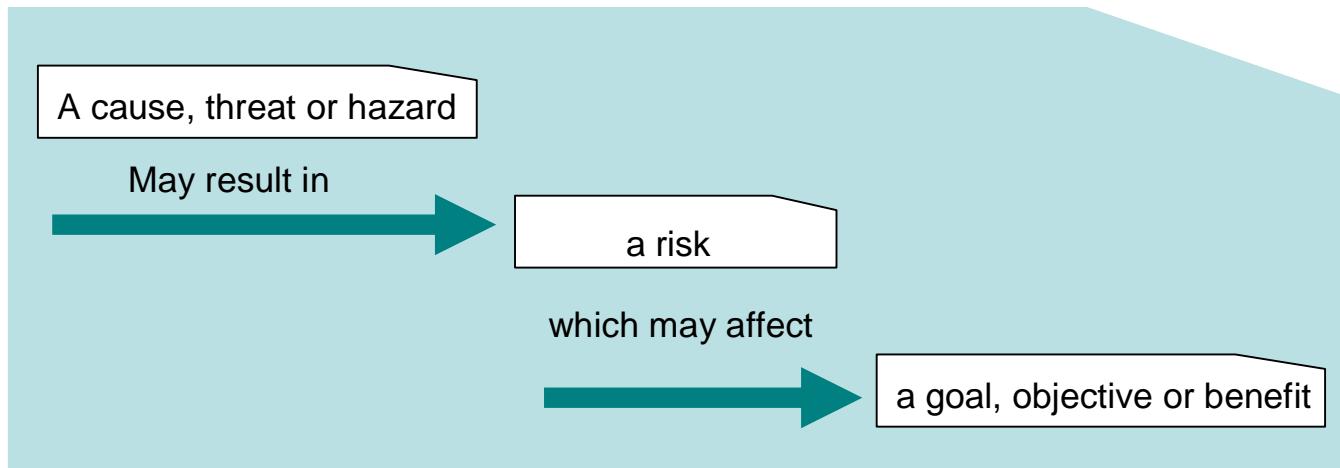 A cause, threat or hazard
May result in
a risk
which may affect
a goal, objective or benefit